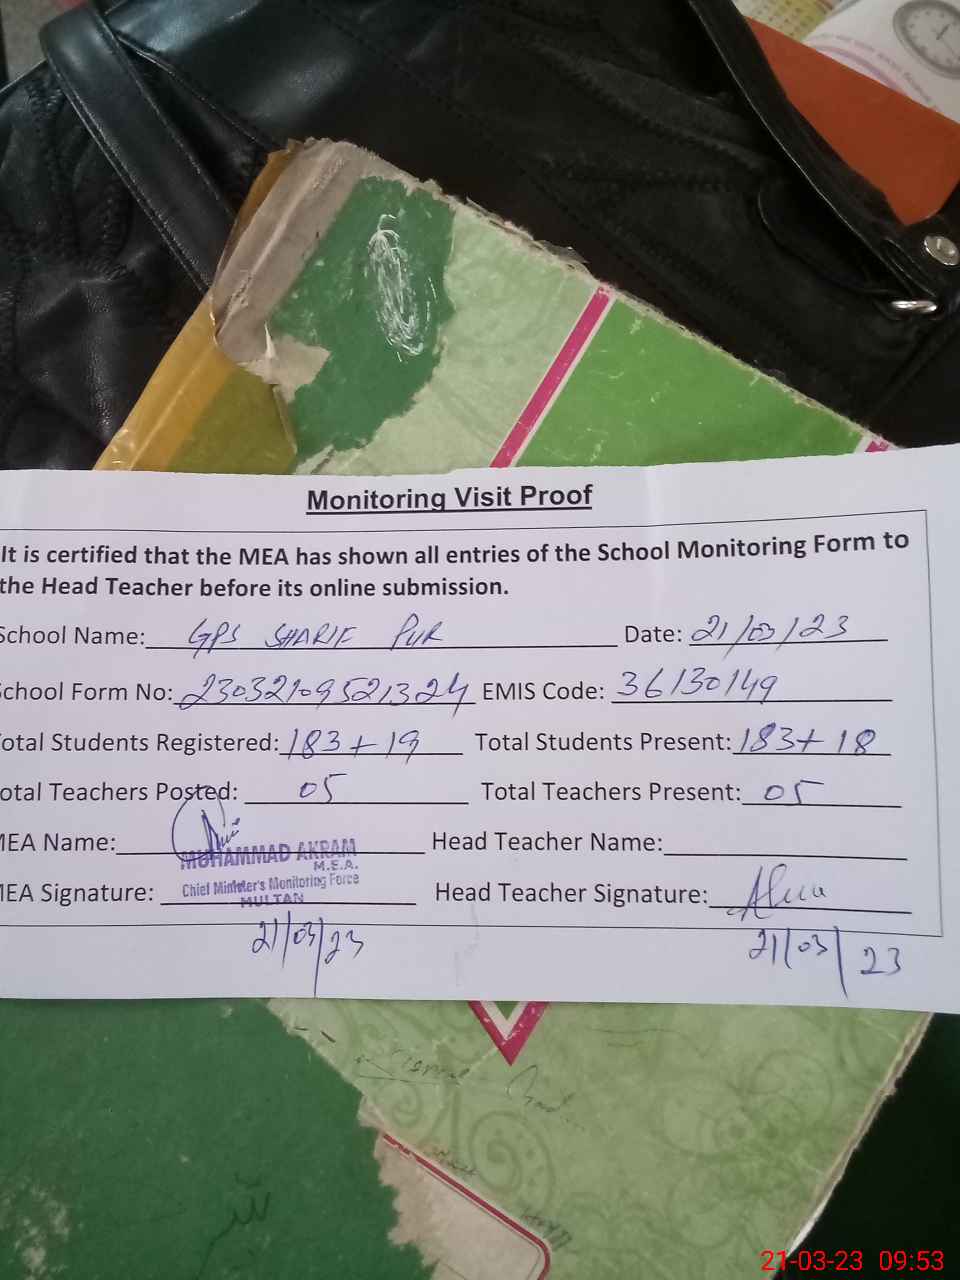 Monitoring Visit Proof
It is certified that the MEA has shown all entries of the School Monitoring Form to
the Head Teacher before its online submission.
School Name: GPS SHARIF PUR Date: 21/03/23
School Form No: 23032109521324 EMIS Code: 36130149
Total Students Registered: 183+19 Total Students Present: 183+18
Total Teachers Posted: 05 Total Teachers Present: 05
MEA Name: Head Teacher Name:
MUHAMMAD AKRAM
M.E.A.
MEA Signature: Chief Minister's Monitoring Force Head Teacher Signature:
MULTAN
21/03/23 21/03/23
21-03-23 09:53